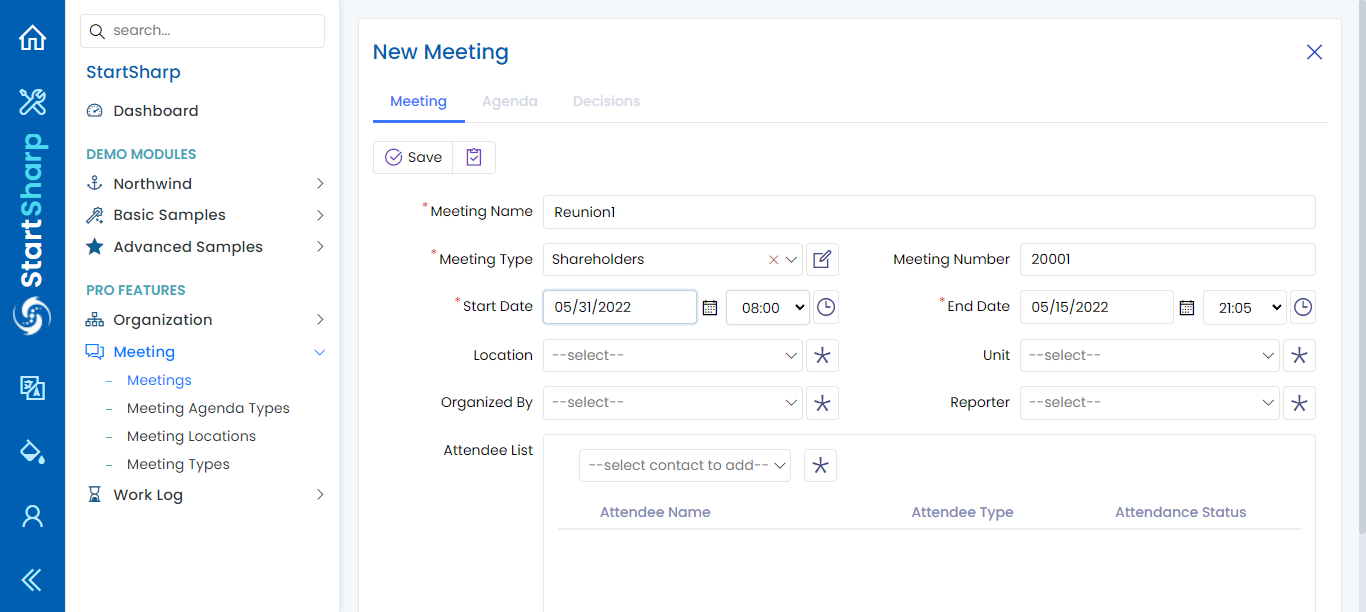 StartSharp
search...
StartSharp
Dashboard
DEMO MODULES
Northwind
Basic Samples
Advanced Samples
PRO FEATURES
Organization
Meeting
Meetings
Meeting Agenda Types
Meeting Locations
Meeting Types
Work Log
New Meeting
Meeting Agenda Decisions
Save
*Meeting Name Reunion1
*Meeting Type Shareholders Meeting Number 20001
*Start Date 05/31/2022 08:00 *End Date 05/15/2022 21:05
Location --select-- Unit --select--
Organized By --select-- Reporter --select--
Attendee List
--select contact to add--
Attendee Name Attendee Type Attendance Status